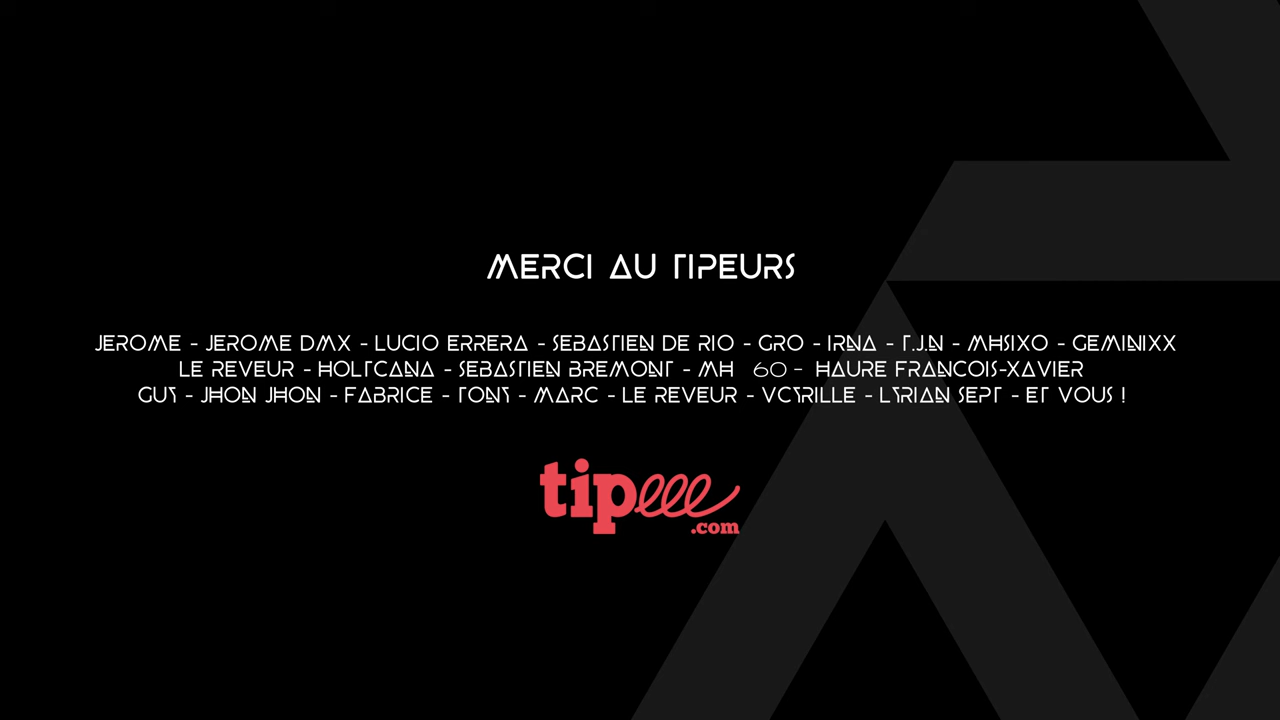 MERCI AU TIPEURS
JEROME - JEROME DMX - LUCIO ERRERA - SEBASTIEN DE RIO - GRO - IRNA - T.J.N - MHSIXO - GEMINIXX
LE REVEUR - HOLTCANA - SEBASTIEN BREMONT - MH 60 - HAURE FRANCOIS-XAVIER
GUY - JHON JHON - FABRICE - TONY - MARC - LE REVEUR - VCYRILLE - LYRIAN SEPT - ET VOUS !
tipeee
.com